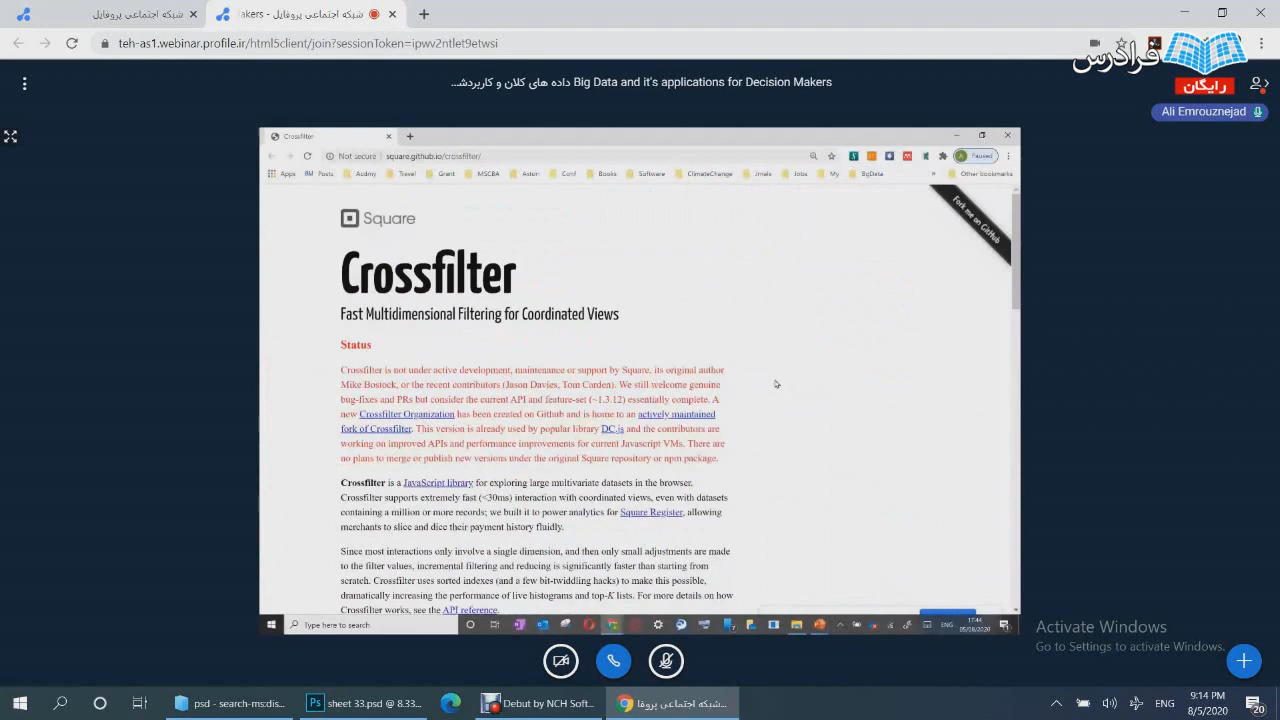 شبکه اجتماعی پروفایل
akers - شبکه اجتماعی پروفایل
teh-as1.webinar.profile.ir/html5client/join?sessionToken=ipwv2ntlet9etwsi
فرادرس
رایگان
...داده های کلان و کاربردش Big Data and it's applications for Decision Makers
Ali Emrouznejad
Crossfilter
Not secure square.github.io/crossfilter/
Paused
Apps Posts Acdmy Travel Grant MSCBA Aston Conf Books Software ClimateChange Jrnals Jobs My BigData » Other bookmarks
Square
Fork me on GitHub
Crossfilter
Fast Multidimensional Filtering for Coordinated Views
Status
Crossfilter is not under active development, maintenance or support by Square, its original author
Mike Bostock, or the recent contributors (Jason Davies, Tom Carden). We still welcome genuine
bug-fixes and PRs but consider the current API and feature-set (~1.3.12) essentially complete. A
new Crossfilter Organization has been created on Github and is home to an actively maintained
fork of Crossfilter. This version is already used by popular library DC.js and the contributors are
working on improved APIs and performance improvements for current Javascript VMs. There are
no plans to merge or publish new versions under the original Square repository or npm package.
Crossfilter is a JavaScript library for exploring large multivariate datasets in the browser.
Crossfilter supports extremely fast (<30ms) interaction with coordinated views, even with datasets
containing a million or more records; we built it to power analytics for Square Register, allowing
merchants to slice and dice their payment history fluidly.
Since most interactions only involve a single dimension, and then only small adjustments are made
to the filter values, incremental filtering and reducing is significantly faster than starting from
scratch. Crossfilter uses sorted indexes (and a few bit-twiddling hacks) to make this possible,
dramatically increasing the performance of live histograms and top-K lists. For more details on how
Crossfilter works, see the API reference.
Type here to search
ENG
17:44
05/08/2020
Activate Windows
Go to Settings to activate Windows.
psd - search-ms:dis...
sheet 33.psd @ 8.33...
Debut by NCH Soft...
شبکه اجتماعی پروفا...
ENG
9:14 PM
8/5/2020
20